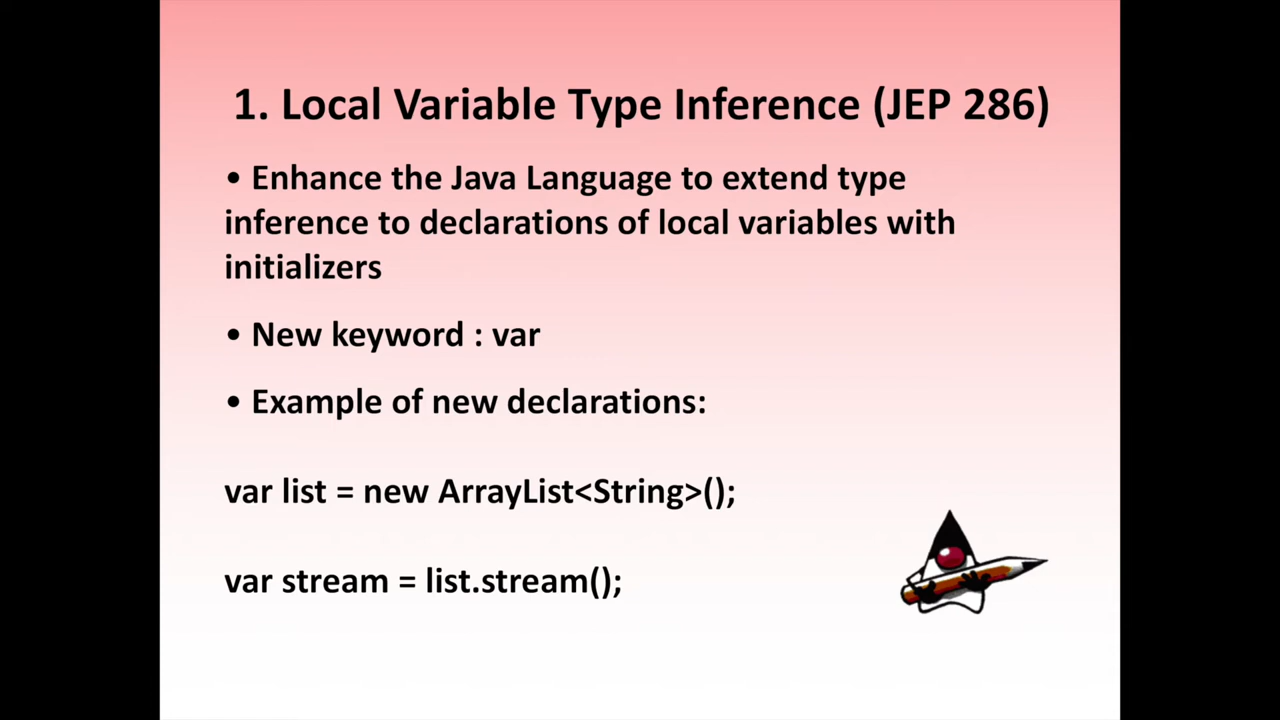 1. Local Variable Type Inference (JEP 286)
• Enhance the Java Language to extend type
inference to declarations of local variables with
initializers
• New keyword : var
• Example of new declarations:
var list = new ArrayList<String>();
var stream = list.stream();